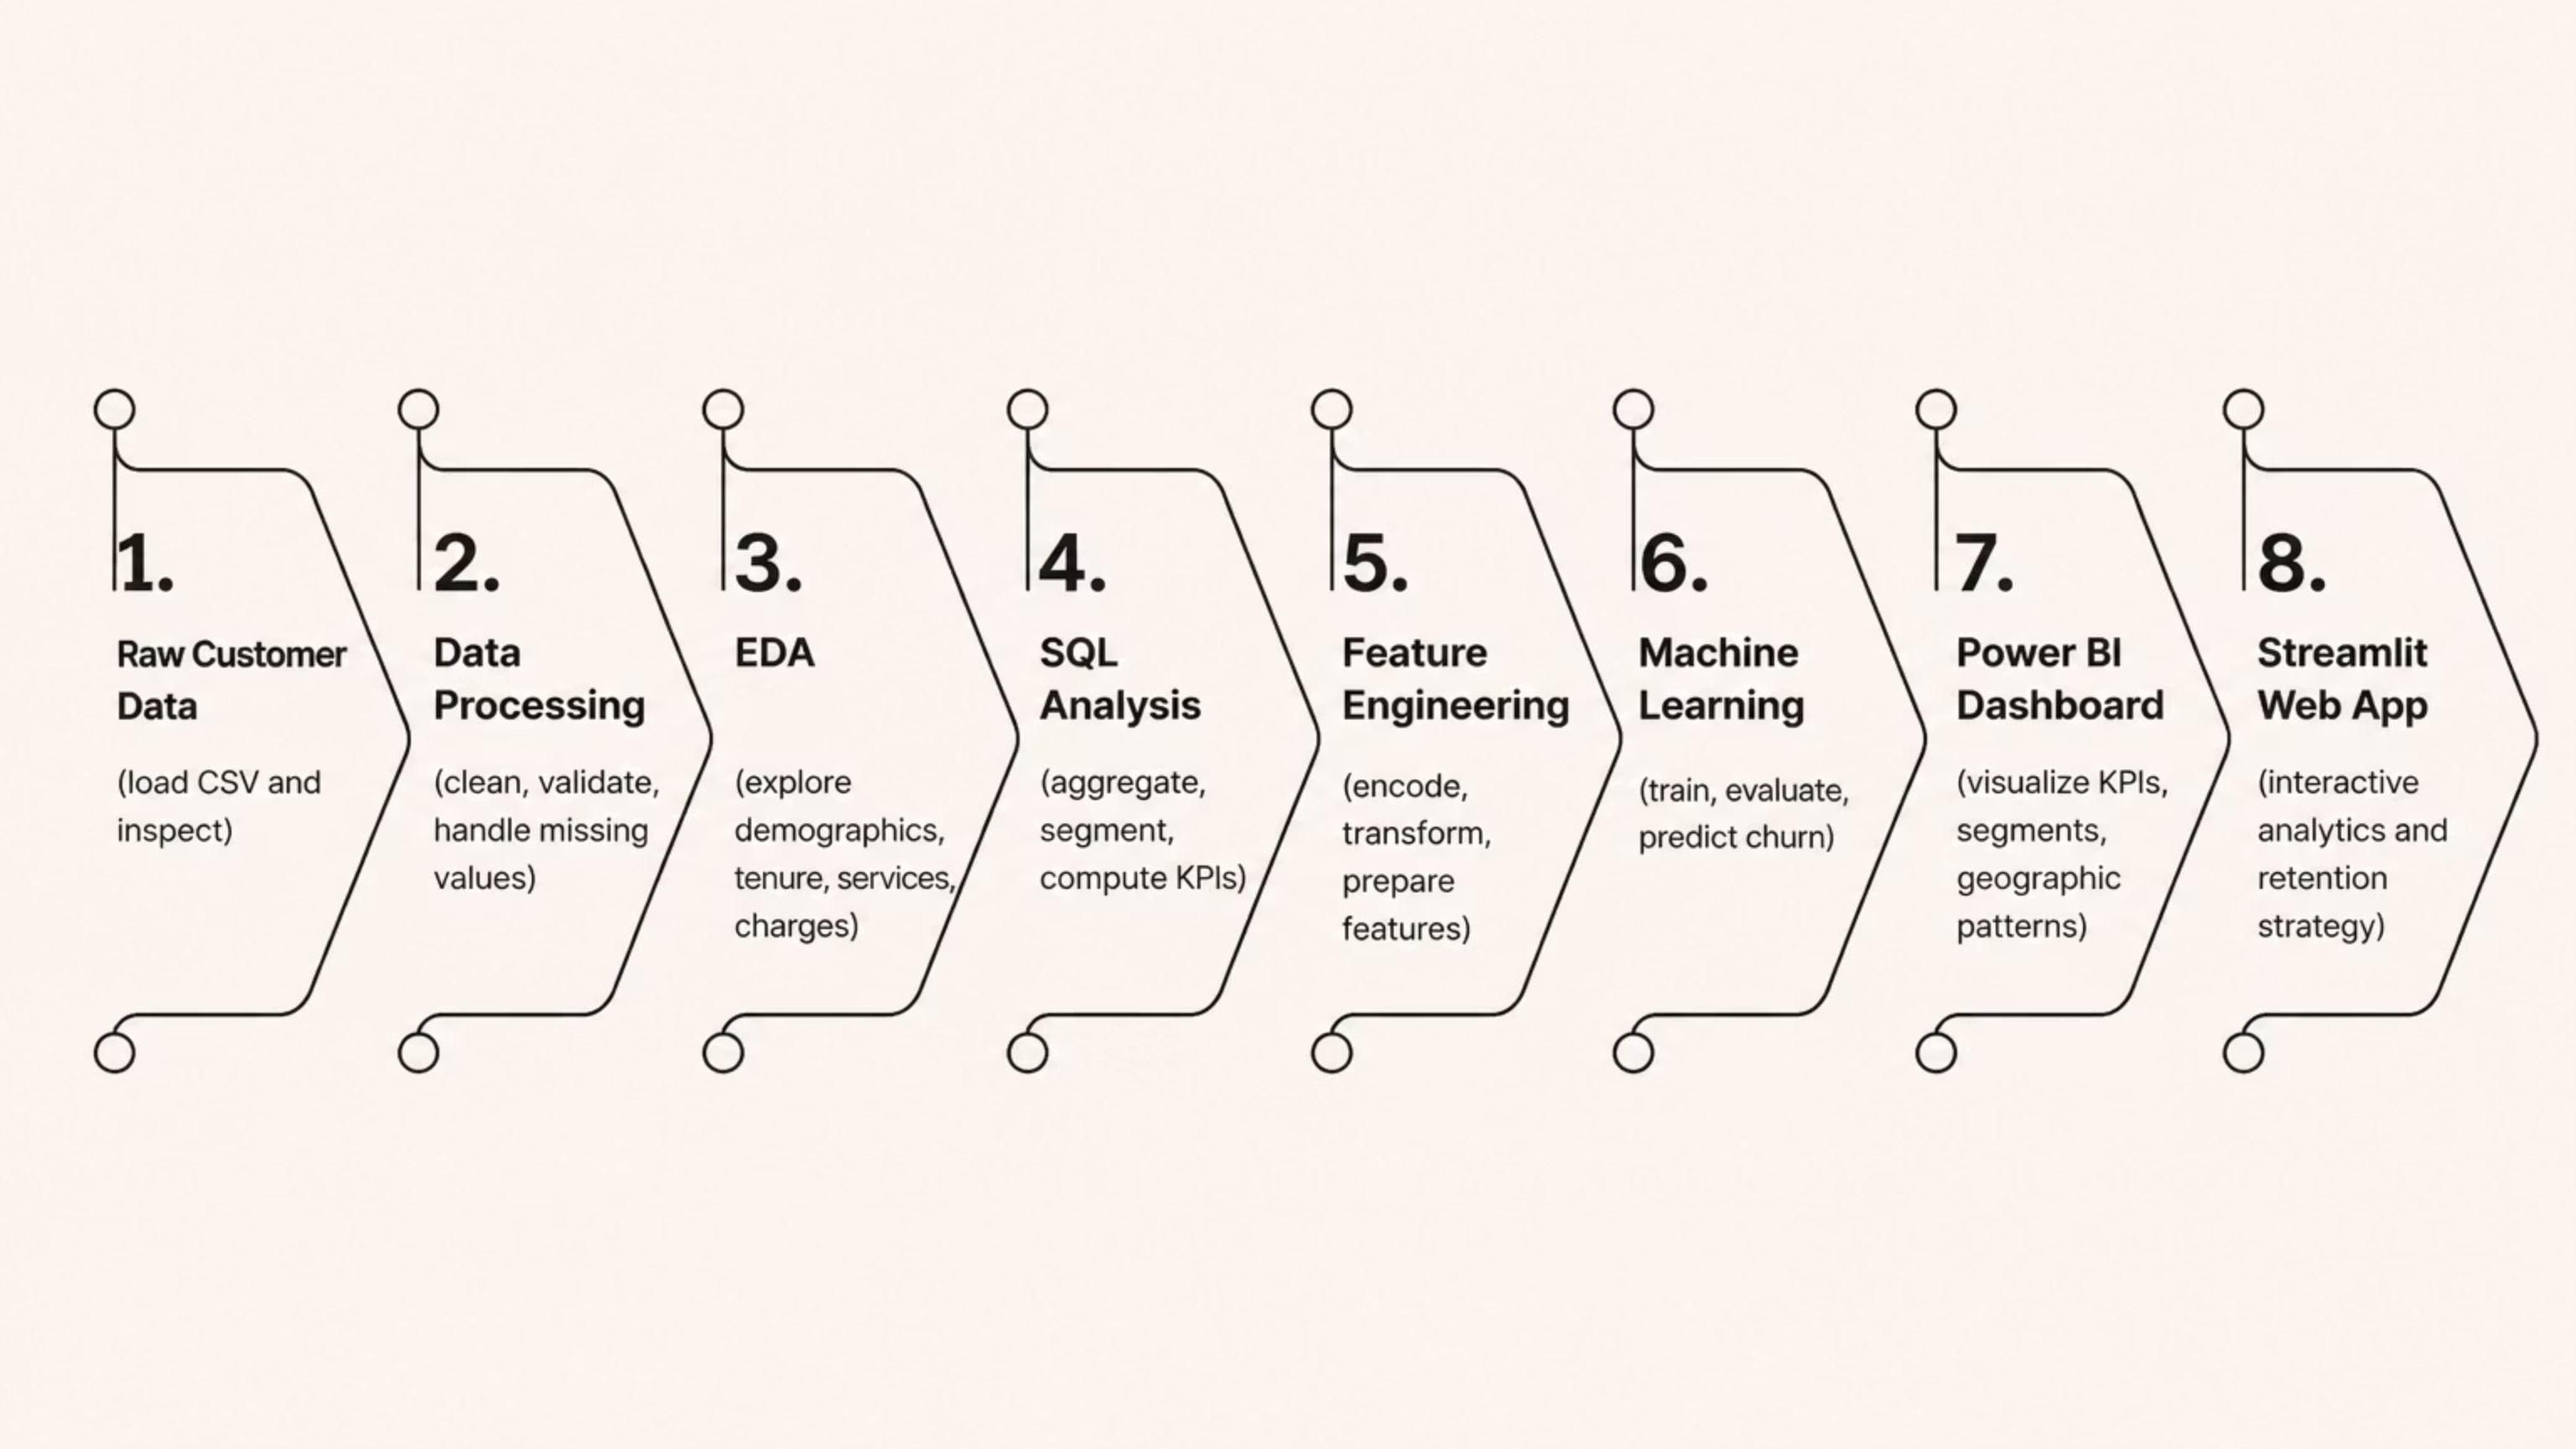 1.
Raw Customer
Data
(load CSV and
inspect)
2.
Data
Processing
(clean, validate,
handle missing
values)
3.
EDA
(explore
demographics,
tenure, services,
charges)
4.
SQL
Analysis
(aggregate,
segment,
compute KPIs)
5.
Feature
Engineering
(encode,
transform,
prepare
features)
6.
Machine
Learning
(train, evaluate,
predict churn)
7.
Power BI
Dashboard
(visualize KPIs,
segments,
geographic
patterns)
8.
Streamlit
Web App
(interactive
analytics and
retention
strategy)